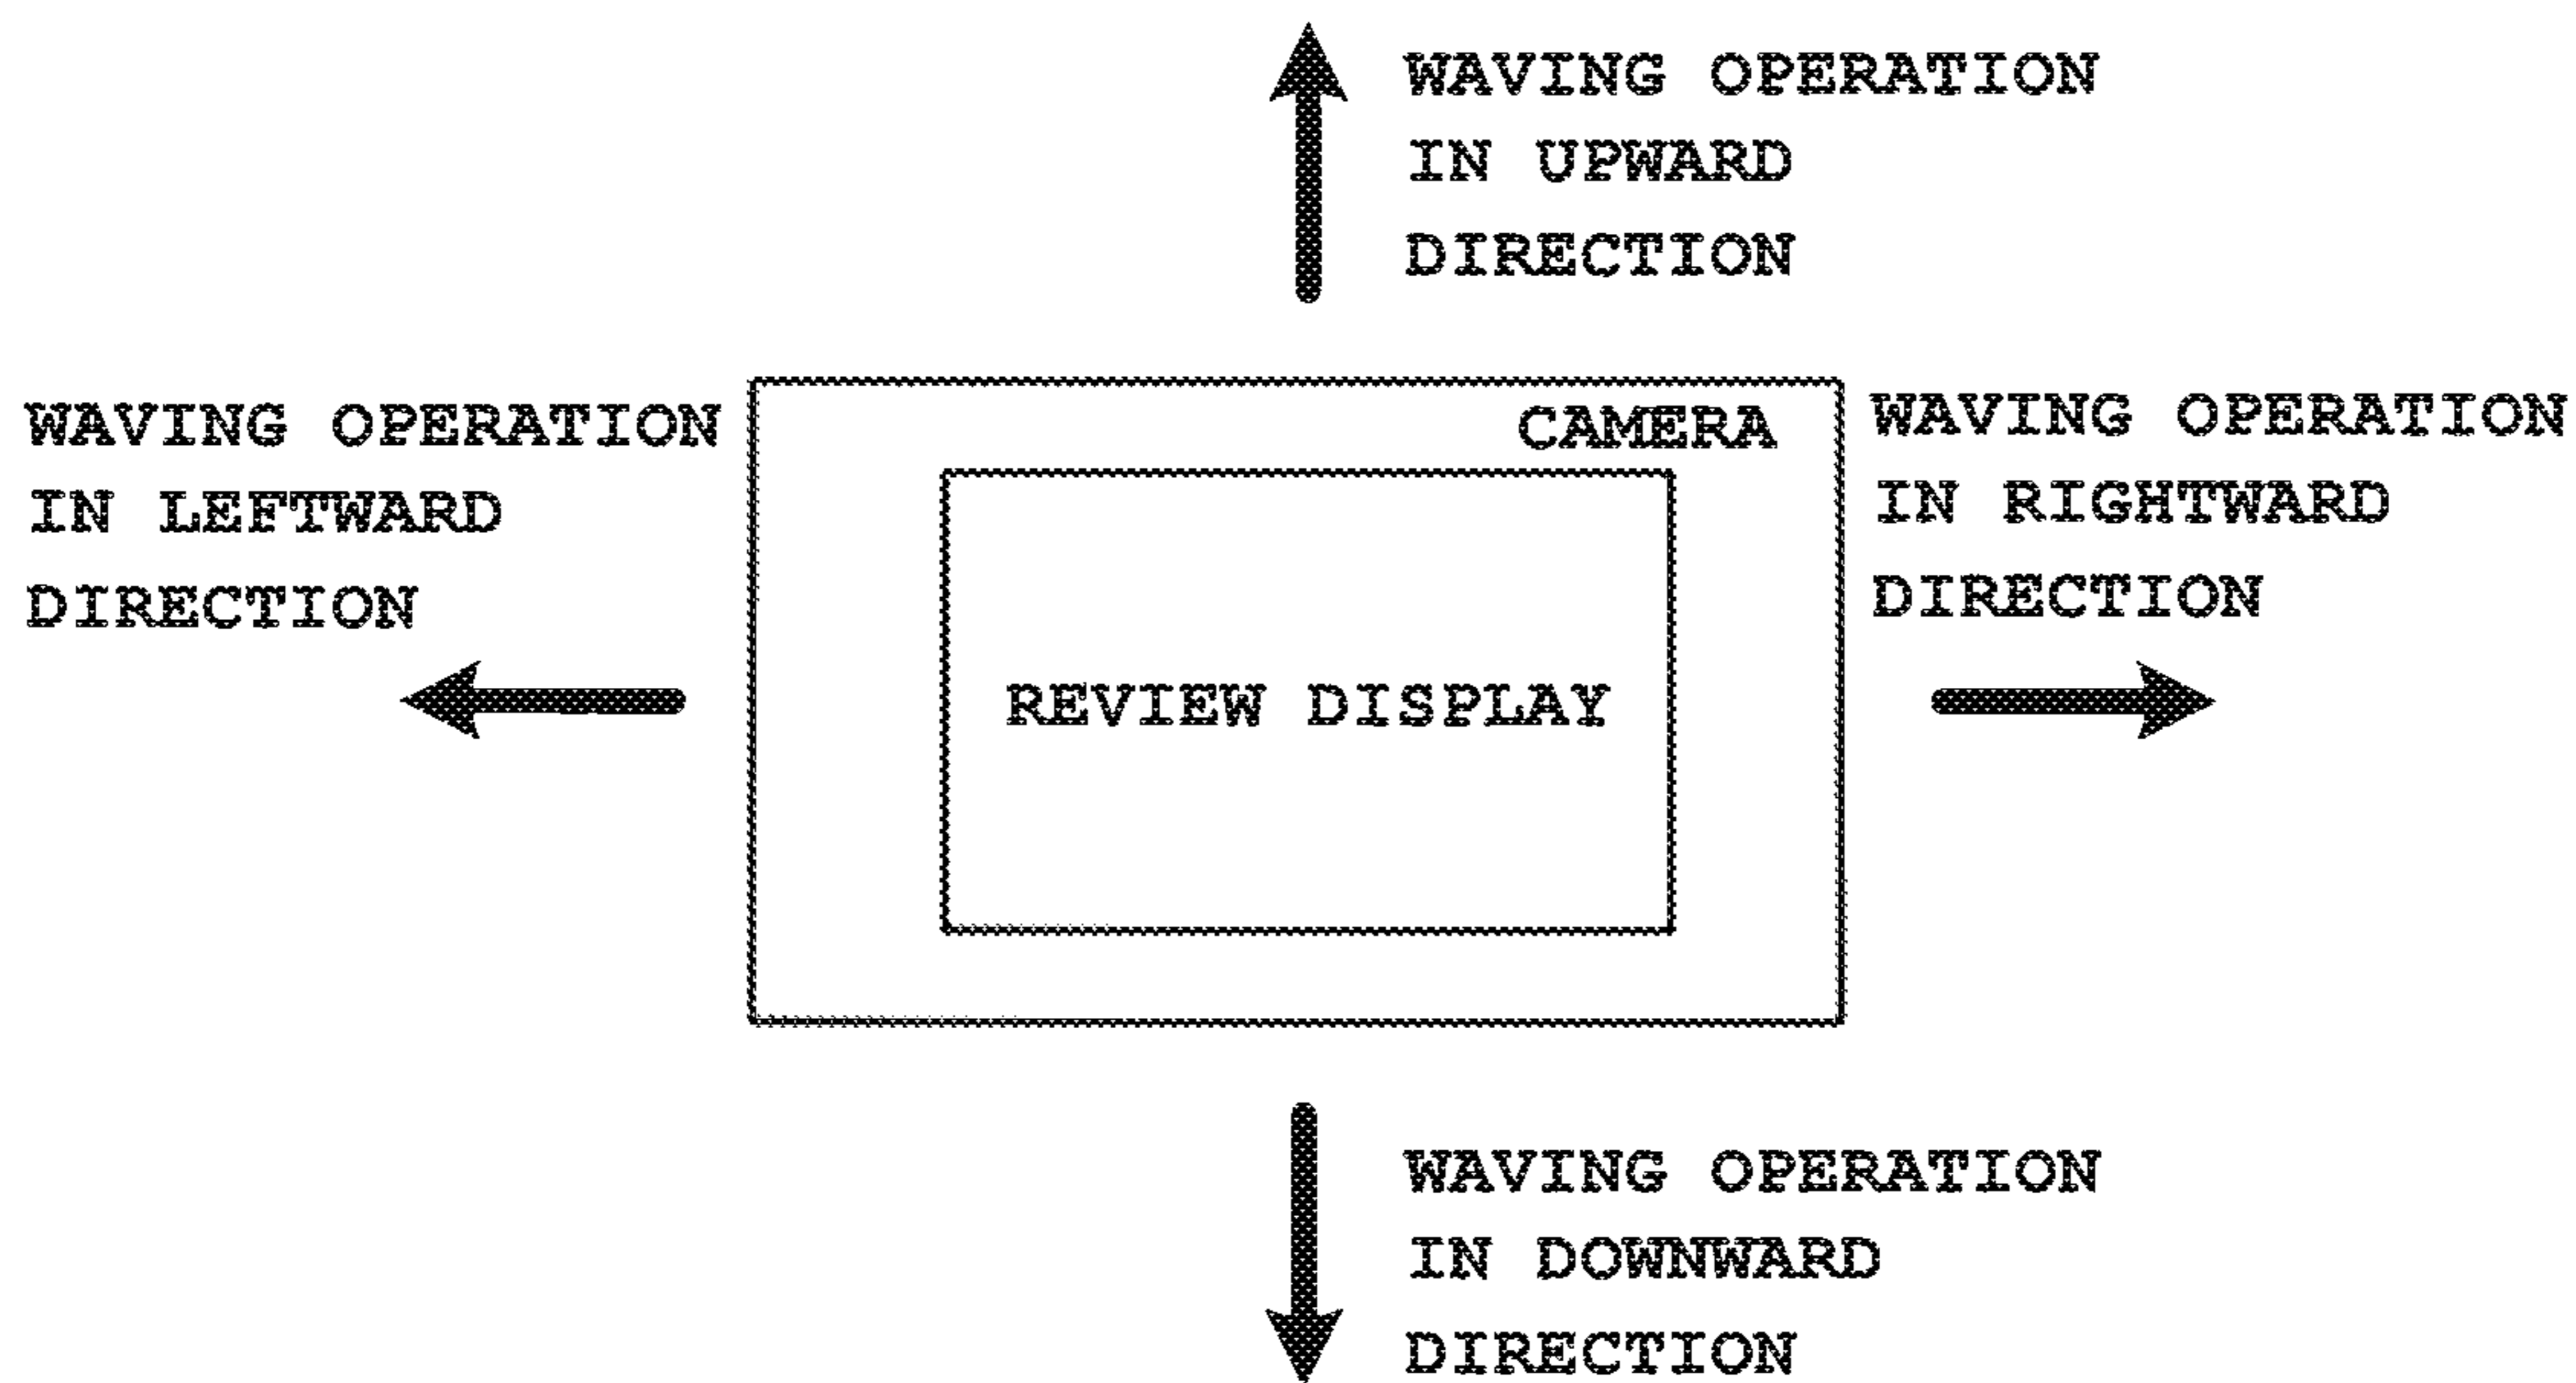 WAVING OPERATION
IN UPWARD
DIRECTION
WAVING OPERATION
IN LEFTWARD
DIRECTION
CAMERA
REVIEW DISPLAY
WAVING OPERATION
IN RIGHTWARD
DIRECTION
WAVING OPERATION
IN DOWNWARD
DIRECTION